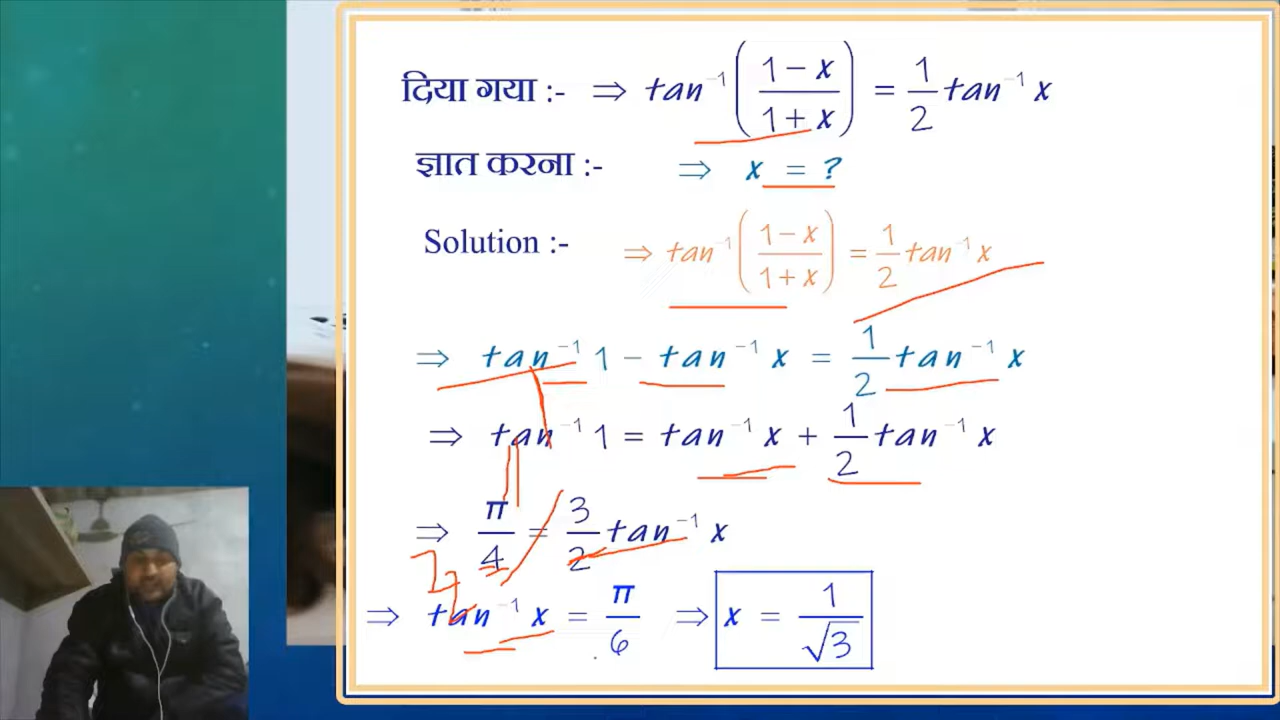 दिया गया :- ⇒ tan⁻¹((1 − x)/(1 + x)) = 1/2 tan⁻¹ x
ज्ञात करना :- ⇒ x = ?
Solution :- ⇒ tan⁻¹((1 − x)/(1 + x)) = 1/2 tan⁻¹ x
⇒ tan⁻¹ 1 − tan⁻¹ x = 1/2 tan⁻¹ x
⇒ tan⁻¹ 1 = tan⁻¹ x + 1/2 tan⁻¹ x
⇒ π/4 = 3/2 tan⁻¹ x
⇒ tan⁻¹ x = π/6 ⇒ x = 1/√3